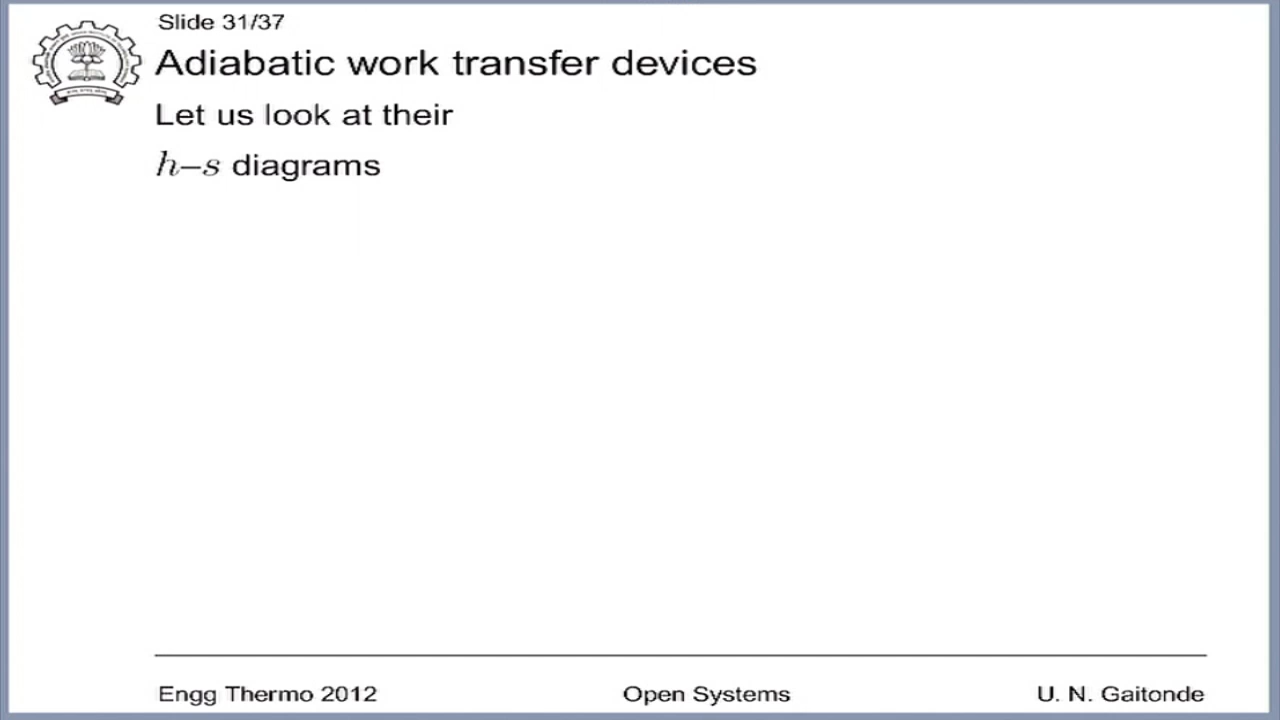 Slide 31/37
Adiabatic work transfer devices
Let us look at their
h–s diagrams
Engg Thermo 2012 Open Systems U. N. Gaitonde